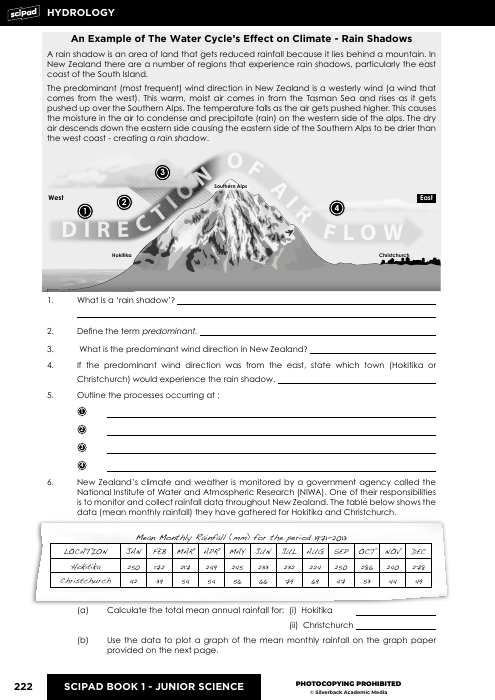 scipad HYDROLOGY
An Example of The Water Cycle's Effect on Climate - Rain Shadows
A rain shadow is an area of land that gets reduced rainfall because it lies behind a mountain. In
New Zealand there are a number of regions that experience rain shadows, particularly the east
coast of the South Island.
The predominant (most frequent) wind direction in New Zealand is a westerly wind (a wind that
comes from the west). This warm, moist air comes in from the Tasman Sea and rises as it gets
pushed up over the Southern Alps. The temperature falls as the air gets pushed higher. This causes
the moisture in the air to condense and precipitate (rain) on the western side of the alps. The dry
air descends down the eastern side causing the eastern side of the Southern Alps to be drier than
the west coast - creating a rain shadow.
DIRECTION OF AIR FLOW
3
Southern Alps
West
East
1
2
4
Hokitika
Christchurch
1. What is a 'rain shadow'?
2. Define the term predominant.
3. What is the predominant wind direction in New Zealand?
4. If the predominant wind direction was from the east, state which town (Hokitika or
Christchurch) would experience the rain shadow.
5. Outline the processes occurring at :
1
2
3
4
6. New Zealand's climate and weather is monitored by a government agency called the
National Institute of Water and Atmospheric Research (NIWA). One of their responsibilities
is to monitor and collect rainfall data throughout New Zealand. The table below shows the
data (mean monthly rainfall) they have gathered for Hokitika and Christchurch.
Mean Monthly Rainfall (mm) for the period 1971-2013
LOCATION JAN FEB MAR APR MAY JUN JUL AUG SEP OCT NOV DEC
Hokitika 250 172 217 249 245 233 232 224 250 286 240 278
Christchurch 42 39 54 54 56 66 79 69 47 53 44 49
(a) Calculate the total mean annual rainfall for: (i) Hokitika
(ii) Christchurch
(b) Use the data to plot a graph of the mean monthly rainfall on the graph paper
provided on the next page.
222 SCIPAD BOOK 1 - JUNIOR SCIENCE
PHOTOCOPYING PROHIBITED
© Silverback Academic Media